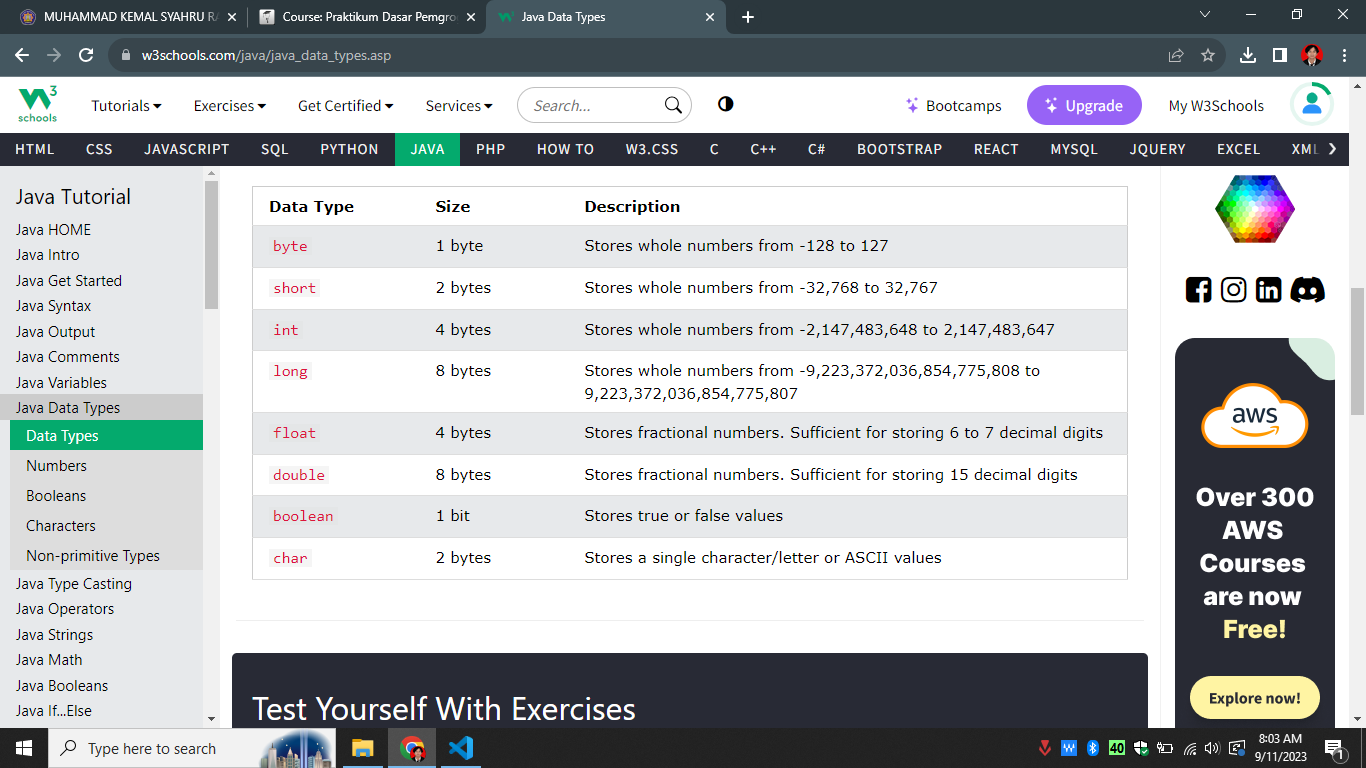 MUHAMMAD KEMAL SYAHRU RA
Course: Praktikum Dasar Pemgro
Java Data Types
w3schools.com/java/java_data_types.asp
3
schools
Tutorials
Exercises
Get Certified
Services
Search...
Bootcamps
Upgrade
My W3Schools
HTML CSS JAVASCRIPT SQL PYTHON JAVA PHP HOW TO W3.CSS C C++ C# BOOTSTRAP REACT MYSQL JQUERY EXCEL XML
Java Tutorial
Java HOME
Java Intro
Java Get Started
Java Syntax
Java Output
Java Comments
Java Variables
Java Data Types
Data Types
Numbers
Booleans
Characters
Non-primitive Types
Java Type Casting
Java Operators
Java Strings
Java Math
Java Booleans
Java If...Else
Data Type Size Description
byte 1 byte Stores whole numbers from -128 to 127
short 2 bytes Stores whole numbers from -32,768 to 32,767
int 4 bytes Stores whole numbers from -2,147,483,648 to 2,147,483,647
long 8 bytes Stores whole numbers from -9,223,372,036,854,775,808 to
9,223,372,036,854,775,807
float 4 bytes Stores fractional numbers. Sufficient for storing 6 to 7 decimal digits
double 8 bytes Stores fractional numbers. Sufficient for storing 15 decimal digits
boolean 1 bit Stores true or false values
char 2 bytes Stores a single character/letter or ASCII values
Test Yourself With Exercises
aws
Over 300
AWS
Courses
are now
Free!
Explore now!
Type here to search
40
8:03 AM
9/11/2023
1